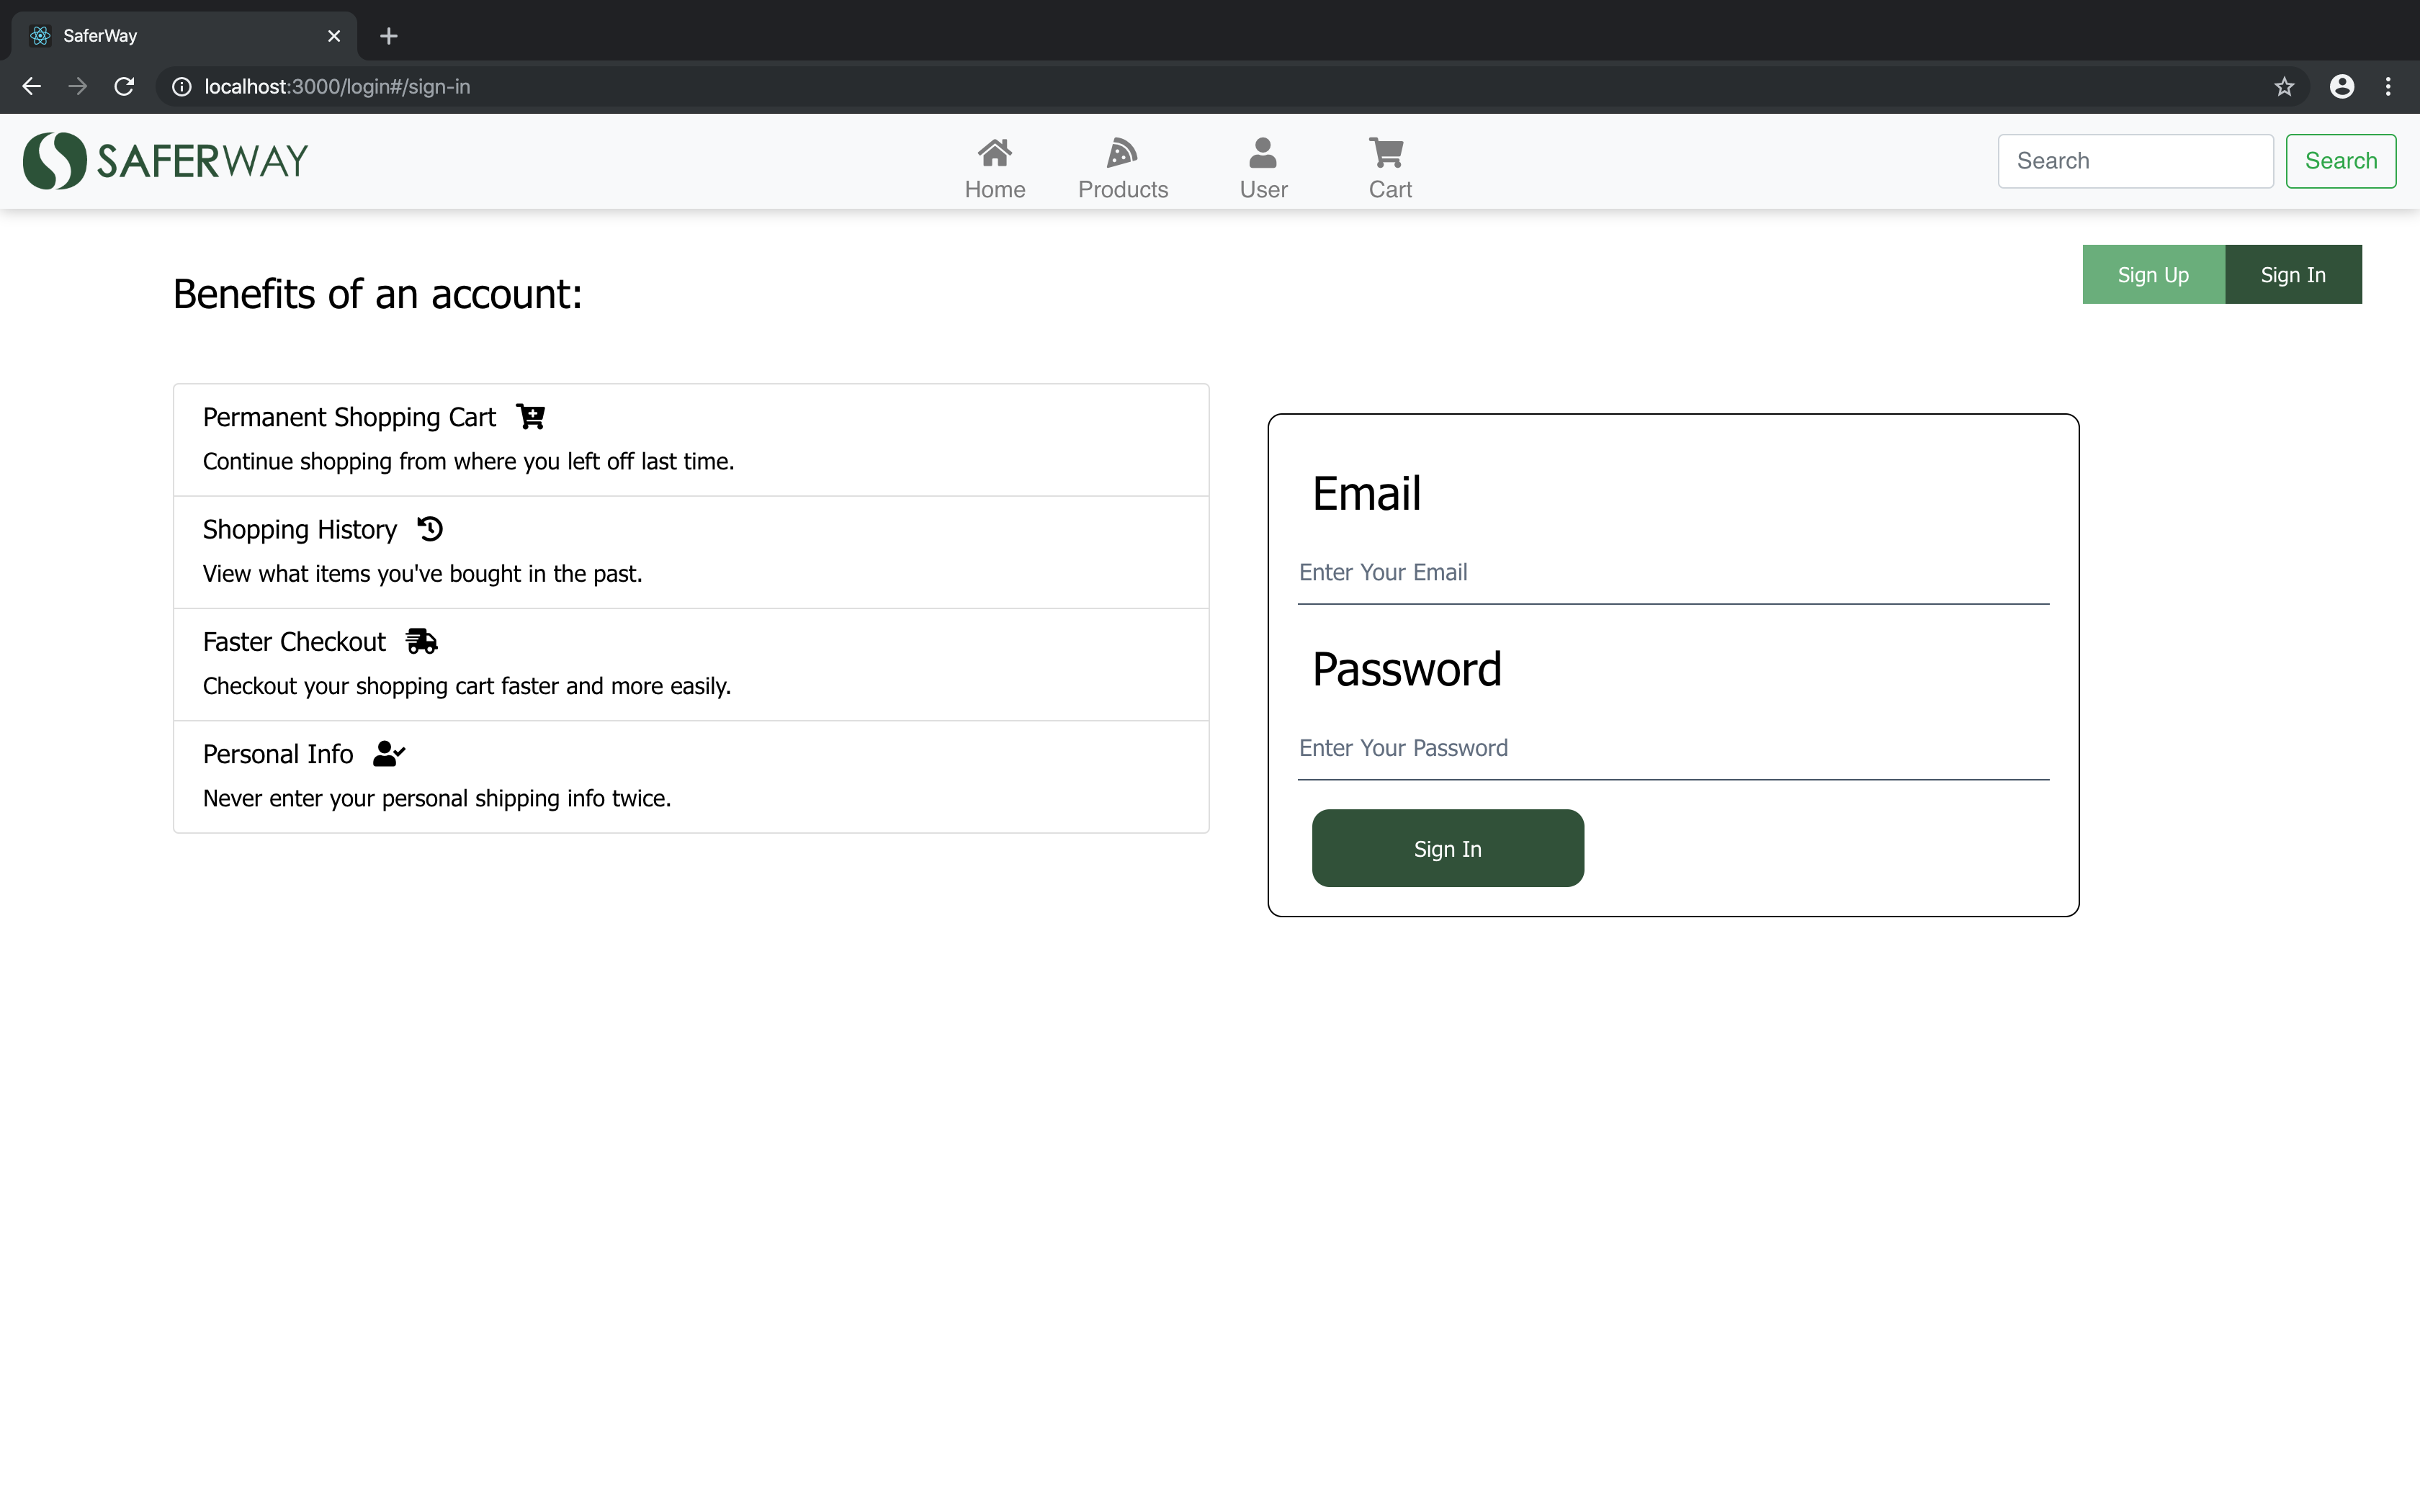 SaferWay
localhost:3000/login#/sign-in
SAFERWAY
Home Products User Cart
Search Search
Sign Up Sign In
Benefits of an account:
Permanent Shopping Cart
Continue shopping from where you left off last time.
Shopping History
View what items you've bought in the past.
Faster Checkout
Checkout your shopping cart faster and more easily.
Personal Info
Never enter your personal shipping info twice.
Email
Enter Your Email
Password
Enter Your Password
Sign In